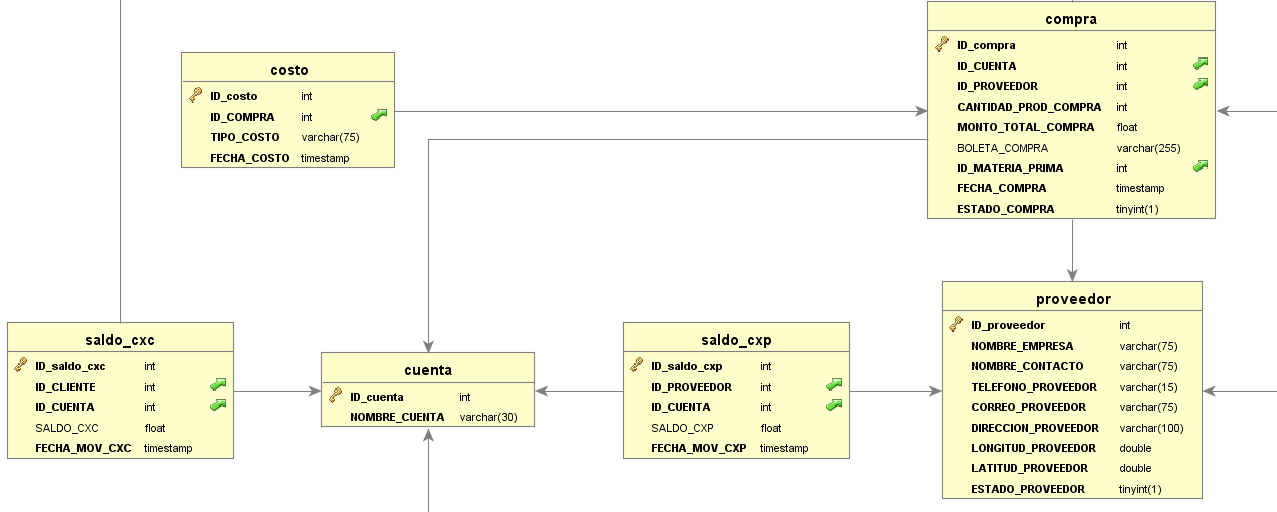 compra
ID_compra int
ID_CUENTA int
ID_PROVEEDOR int
CANTIDAD_PROD_COMPRA int
MONTO_TOTAL_COMPRA float
BOLETA_COMPRA varchar(255)
ID_MATERIA_PRIMA int
FECHA_COMPRA timestamp
ESTADO_COMPRA tinyint(1)
costo
ID_costo int
ID_COMPRA int
TIPO_COSTO varchar(75)
FECHA_COSTO timestamp
saldo_cxc
ID_saldo_cxc int
ID_CLIENTE int
ID_CUENTA int
SALDO_CXC float
FECHA_MOV_CXC timestamp
cuenta
ID_cuenta int
NOMBRE_CUENTA varchar(30)
saldo_cxp
ID_saldo_cxp int
ID_PROVEEDOR int
ID_CUENTA int
SALDO_CXP float
FECHA_MOV_CXP timestamp
proveedor
ID_proveedor int
NOMBRE_EMPRESA varchar(75)
NOMBRE_CONTACTO varchar(75)
TELEFONO_PROVEEDOR varchar(15)
CORREO_PROVEEDOR varchar(75)
DIRECCION_PROVEEDOR varchar(100)
LONGITUD_PROVEEDOR double
LATITUD_PROVEEDOR double
ESTADO_PROVEEDOR tinyint(1)